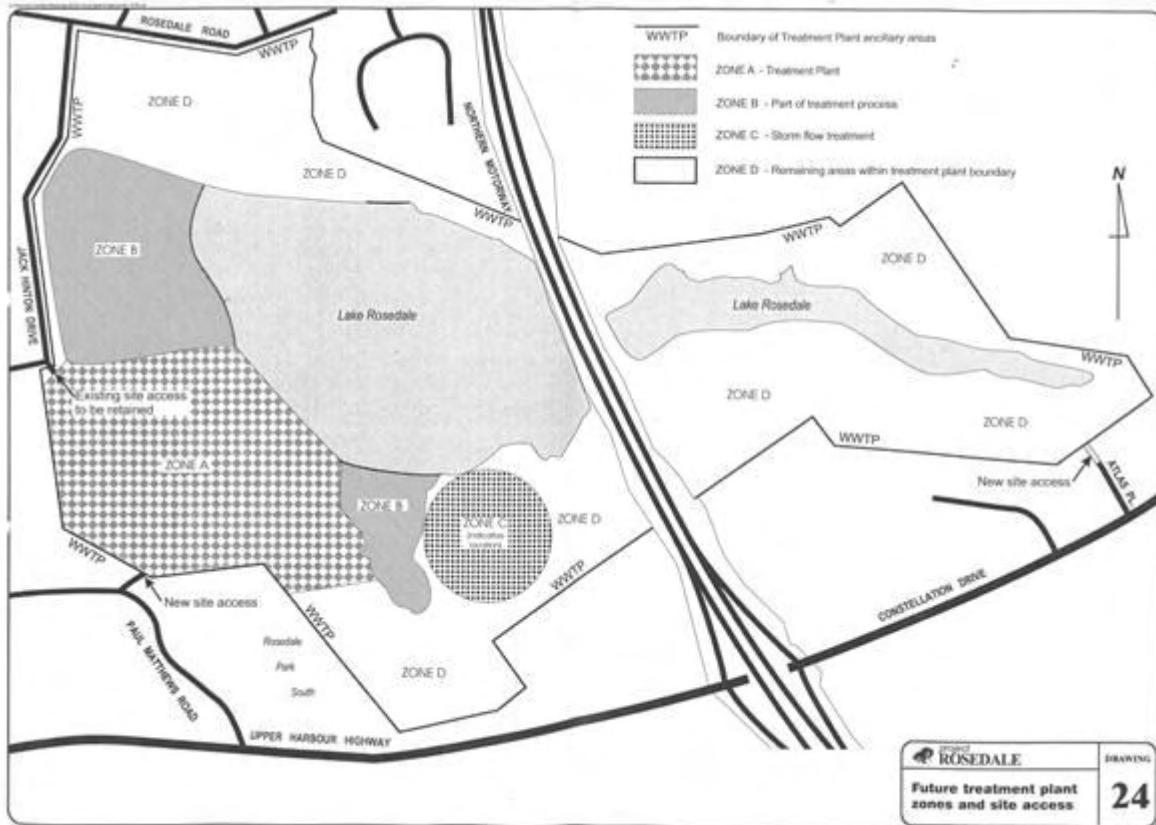 ROSEDALE ROAD
WWTP
WWTP
ZONE D
ZONE D
NORTHERN MOTORWAY
WWTP
WWTP
Boundary of Treatment Plant ancillary areas
ZONE A - Treatment Plant
ZONE B - Part of treatment process
ZONE C - Storm flow treatment
ZONE D - Remaining areas within treatment plant boundary
N
JACK HINTON DRIVE
ZONE B
Lake Rosedale
WWTP
ZONE D
Lake Rosedale
WWTP
Existing site access
to be retained
ZONE D
ZONE D
WWTP
ZONE A
ZONE B
ZONE C
ZONE D
New site access
ATLAS PL
WWTP
New site access
WWTP
WWTP
CONSTELLATION DRIVE
PAUL MATTHEWS ROAD
Rosedale
Park
South
ZONE D
UPPER HARBOUR HIGHWAY
project
ROSEDALE
DRAWING
Future treatment plant
zones and site access
24